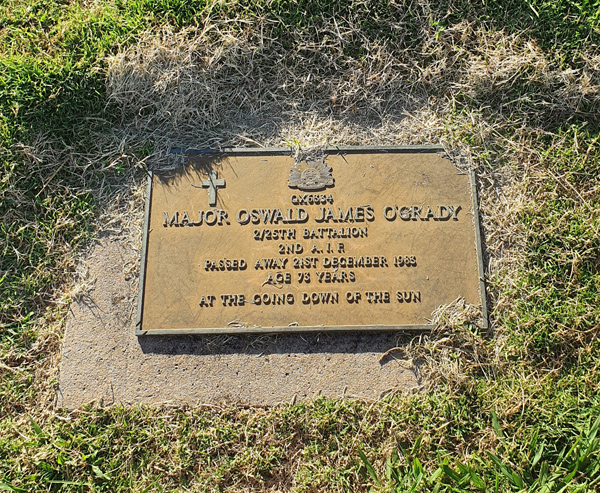 QX6334
MAJOR OSWALD JAMES O'GRADY
2/25TH BATTALION
2ND A.I.F.
PASSED AWAY 21ST DECEMBER 1983
AGE 73 YEARS
AT THE GOING DOWN OF THE SUN